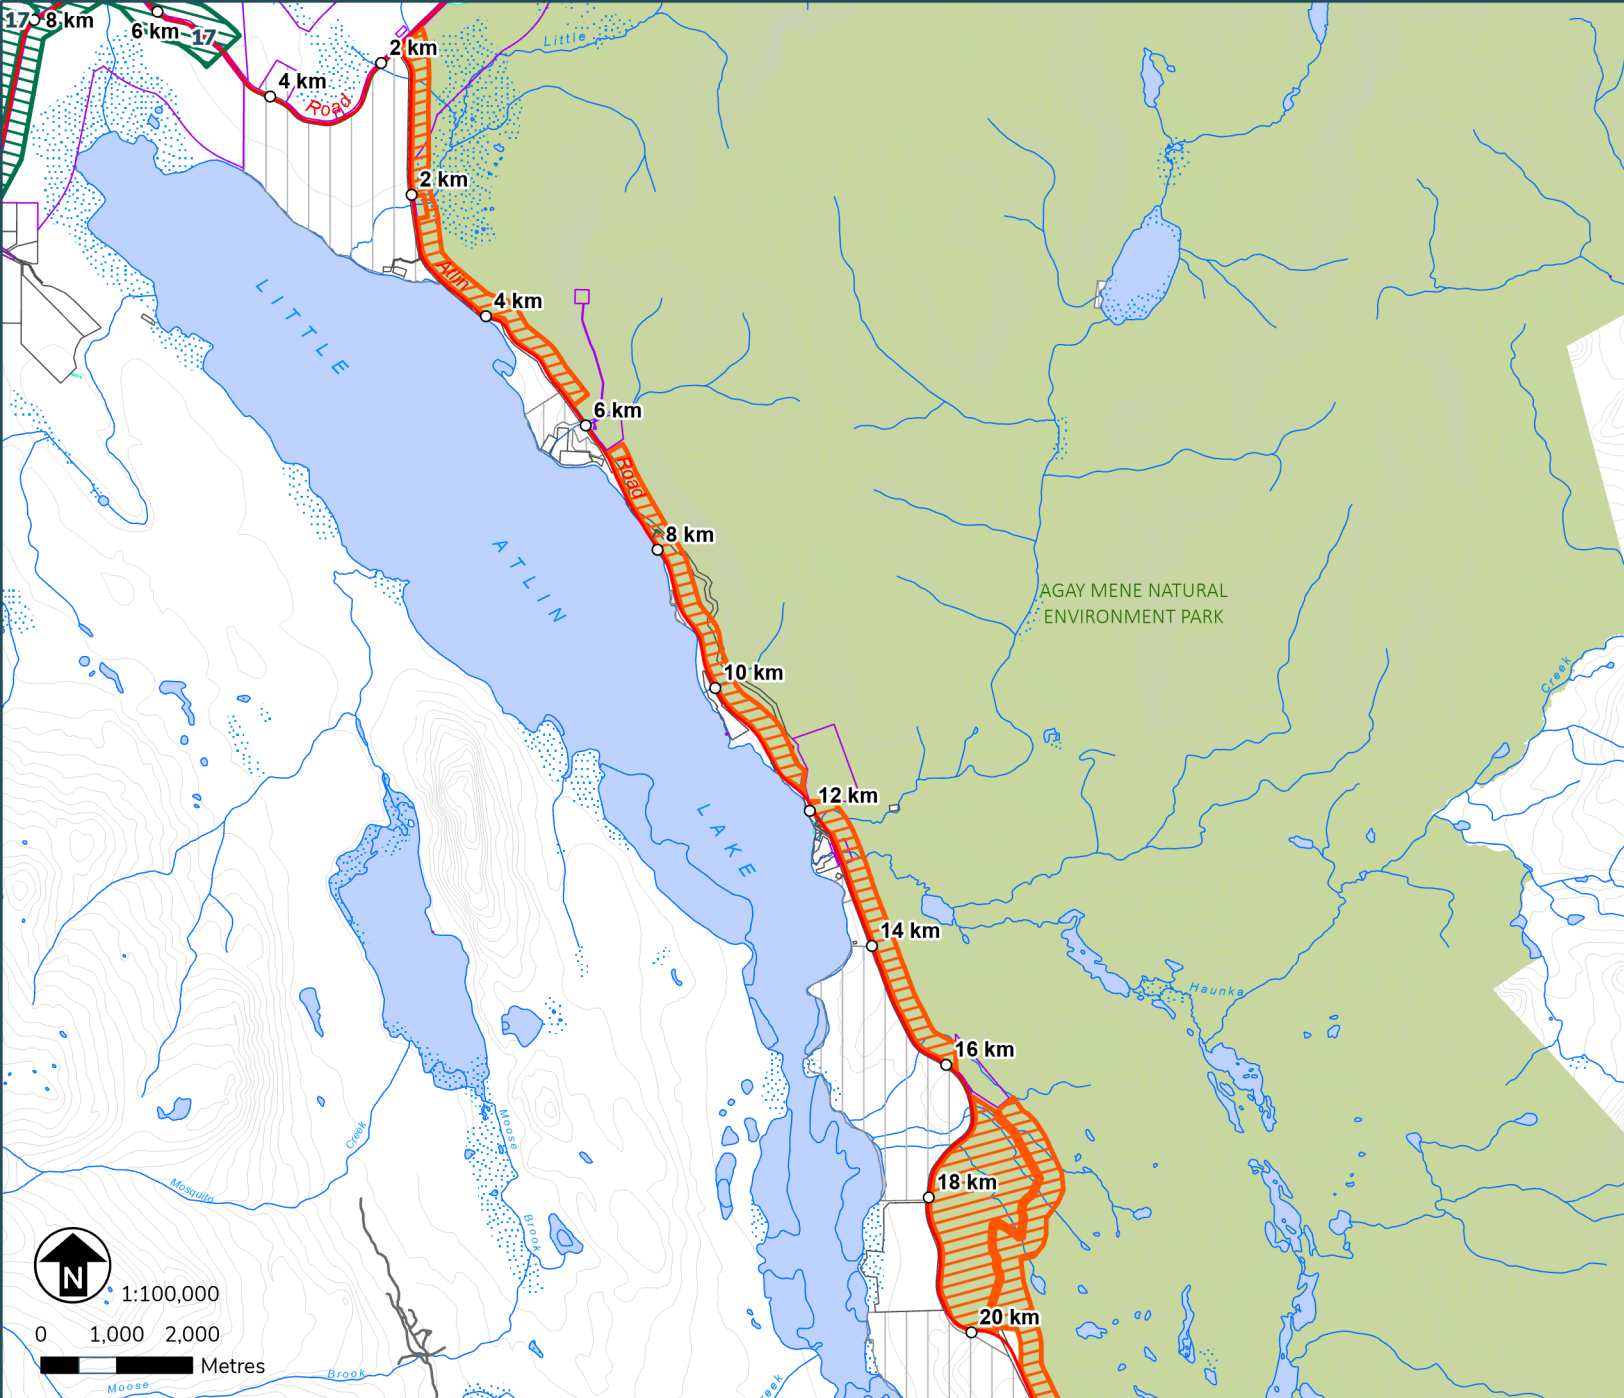 17
8 km
6 km
17
2 km
4 km
Road
Little
2 km
Atlin
4 km
LITTLE
6 km
Road
8 km
ATLIN
AGAY MENE NATURAL
ENVIRONMENT PARK
10 km
Creek
12 km
LAKE
14 km
Haunka
16 km
Moose
Creek
18 km
Mosquito
Brook
N
1:100,000
20 km
0 1,000 2,000
Metres
Moose
Brook
eek